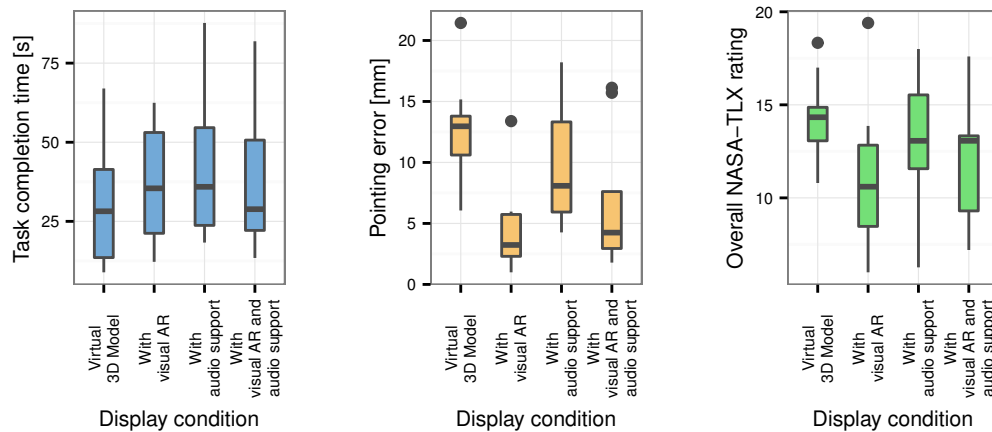 Task completion time [s]
75
50
25
Virtual
3D Model
With
visual AR
With
audio support
With
visual AR and
audio support
Display condition
Pointing error [mm]
20
15
10
5
0
Virtual
3D Model
With
visual AR
With
audio support
With
visual AR and
audio support
Display condition
Overall NASA−TLX rating
20
15
10
Virtual
3D Model
With
visual AR
With
audio support
With
visual AR and
audio support
Display condition